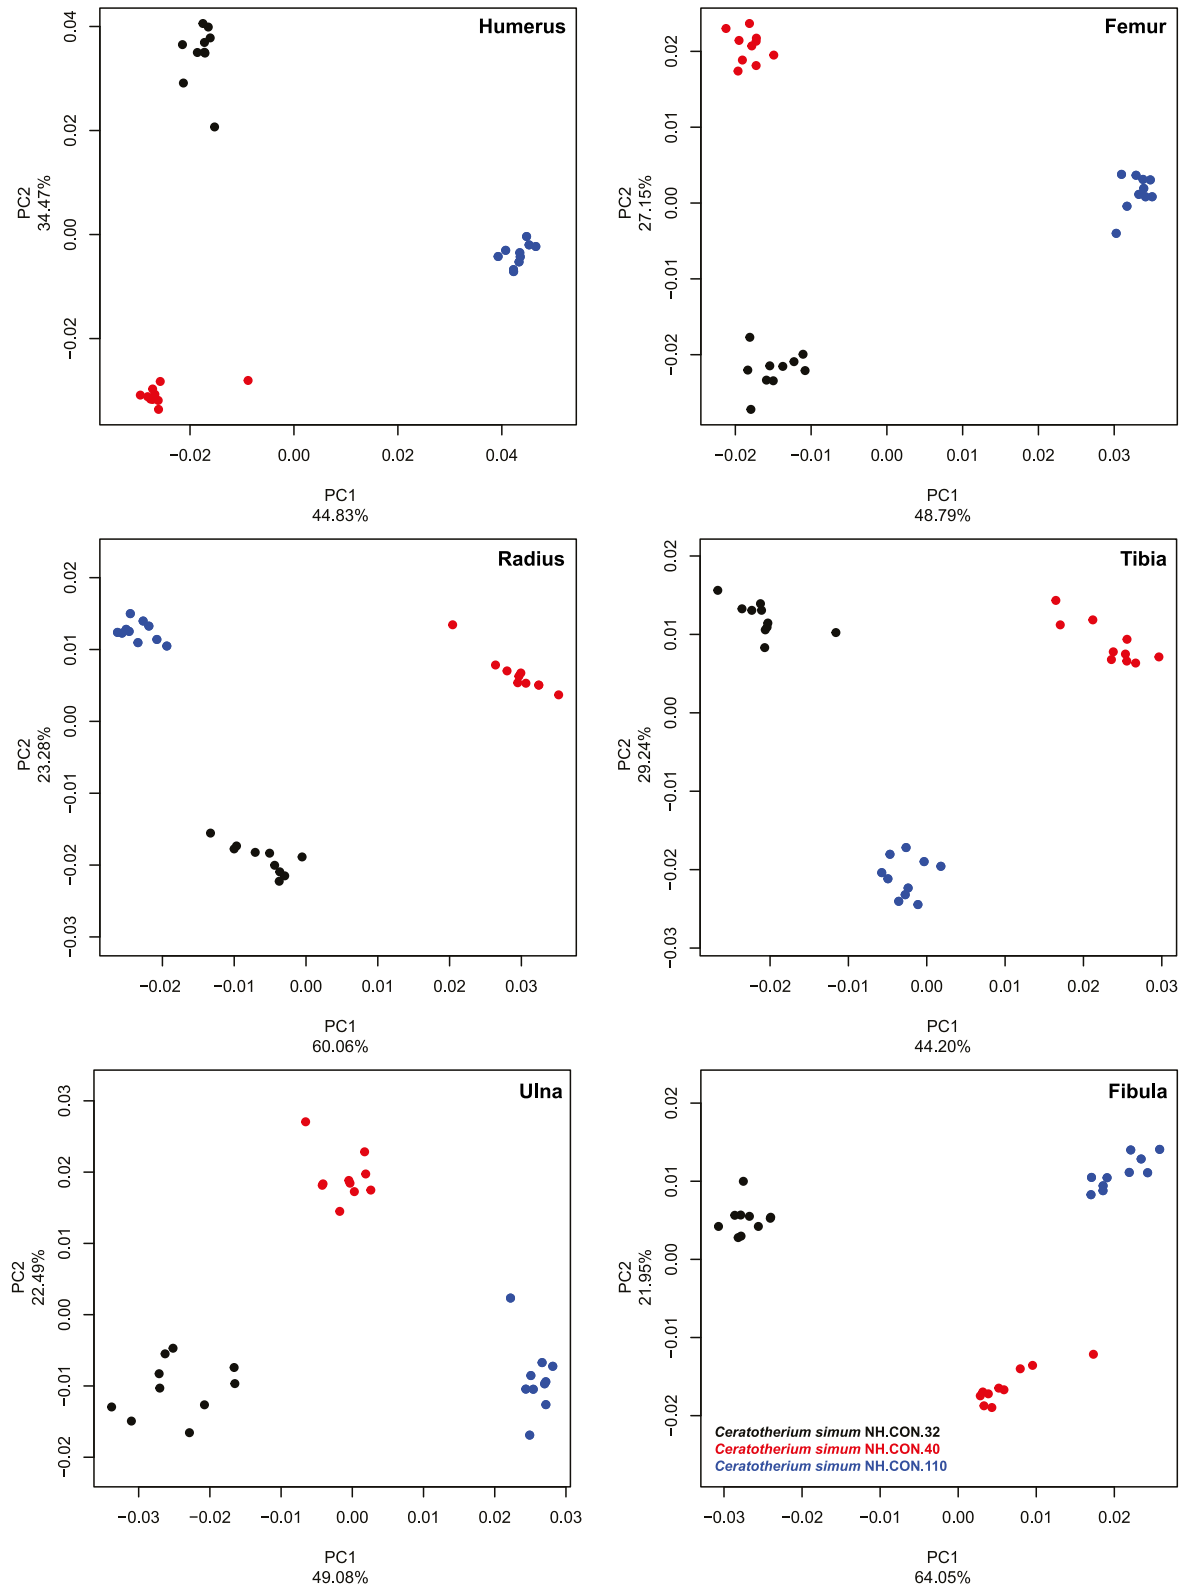 Humerus
0.04
0.02
0.00
−0.02
PC2
34.47%
−0.02 0.00 0.02 0.04
PC1
44.83%
Femur
0.02
0.01
0.00
−0.01
−0.02
PC2
27.15%
−0.02 −0.01 0.00 0.01 0.02 0.03
PC1
48.79%
Radius
0.02
0.01
0.00
−0.01
−0.02
−0.03
PC2
23.28%
−0.02 −0.01 0.00 0.01 0.02 0.03
PC1
60.06%
Tibia
0.02
0.01
0.00
−0.01
−0.02
−0.03
PC2
29.24%
−0.02 −0.01 0.00 0.01 0.02 0.03
PC1
44.20%
Ulna
0.03
0.02
0.01
0.00
−0.01
−0.02
PC2
22.49%
−0.03 −0.02 −0.01 0.00 0.01 0.02 0.03
PC1
49.08%
Fibula
0.02
0.01
0.00
−0.01
−0.02
PC2
21.95%
Ceratotherium simum NH.CON.32
Ceratotherium simum NH.CON.40
Ceratotherium simum NH.CON.110
−0.03 −0.02 −0.01 0.00 0.01 0.02
PC1
64.05%